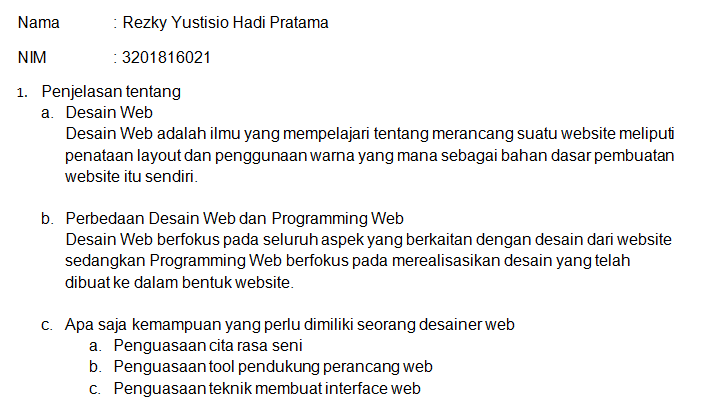 Nama : Rezky Yustisio Hadi Pratama
NIM : 3201816021
1. Penjelasan tentang
a. Desain Web
Desain Web adalah ilmu yang mempelajari tentang merancang suatu website meliputi
penataan layout dan penggunaan warna yang mana sebagai bahan dasar pembuatan
website itu sendiri.
b. Perbedaan Desain Web dan Programming Web
Desain Web berfokus pada seluruh aspek yang berkaitan dengan desain dari website
sedangkan Programming Web berfokus pada merealisasikan desain yang telah
dibuat ke dalam bentuk website.
c. Apa saja kemampuan yang perlu dimiliki seorang desainer web
a. Penguasaan cita rasa seni
b. Penguasaan tool pendukung perancang web
c. Penguasaan teknik membuat interface web